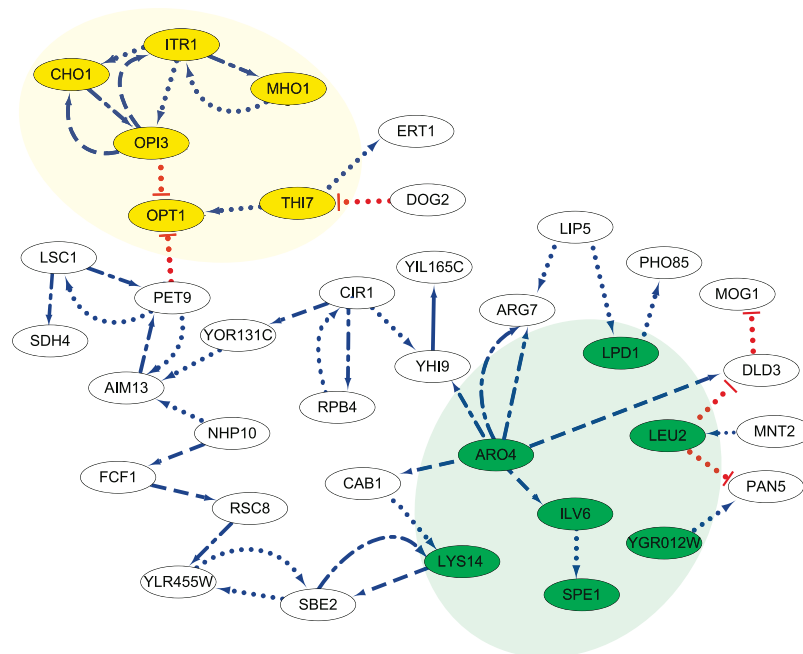 ITR1
CHO1
MHO1
OPI3
ERT1
THI7
DOG2
OPT1
LIP5
LSC1
YIL165C
PHO85
PET9
CIR1
MOG1
ARG7
SDH4
YOR131C
LPD1
YHI9
DLD3
AIM13
RPB4
NHP10
LEU2
MNT2
ARO4
FCF1
CAB1
PAN5
RSC8
ILV6
YGR012W
LYS14
YLR455W
SPE1
SBE2